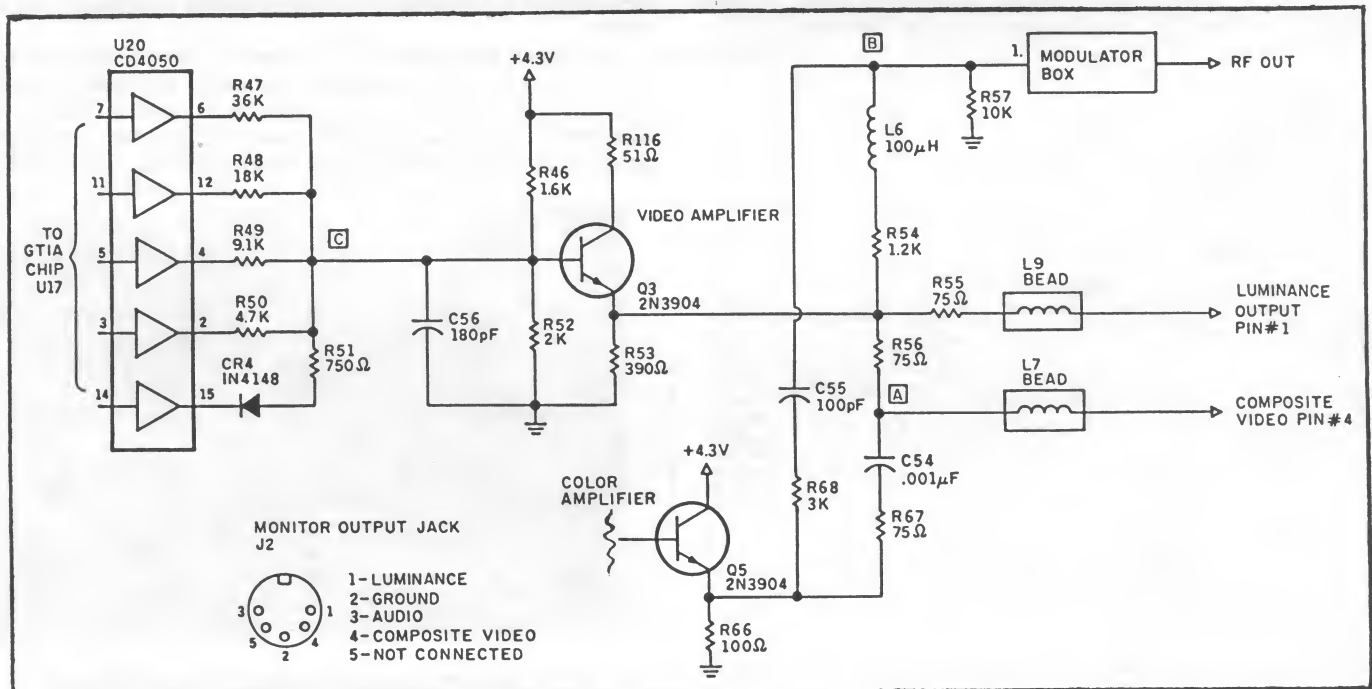 U20
CD4050
7
6
R47
36K
11
12
R48
18K
5
4
R49
9.1K
3
2
R50
4.7K
14
15
CR4
IN4148
R51
750Ω
TO
GTIA
CHIP
U17
C
C56
180pF
+4.3V
R46
1.6K
R116
51Ω
VIDEO AMPLIFIER
Q3
2N3904
R52
2K
R53
390Ω
B
1.
MODULATOR
BOX
RF OUT
R57
10K
L6
100μH
R54
1.2K
R55
75Ω
L9
BEAD
LUMINANCE
OUTPUT
PIN#1
R56
75Ω
L7
BEAD
A
COMPOSITE
VIDEO PIN#4
C55
100pF
C54
.001μF
R68
3K
R67
75Ω
+4.3V
COLOR
AMPLIFIER
Q5
2N3904
R66
100Ω
MONITOR OUTPUT JACK
J2
3
1
5
4
2
1-LUMINANCE
2-GROUND
3-AUDIO
4-COMPOSITE VIDEO
5-NOT CONNECTED